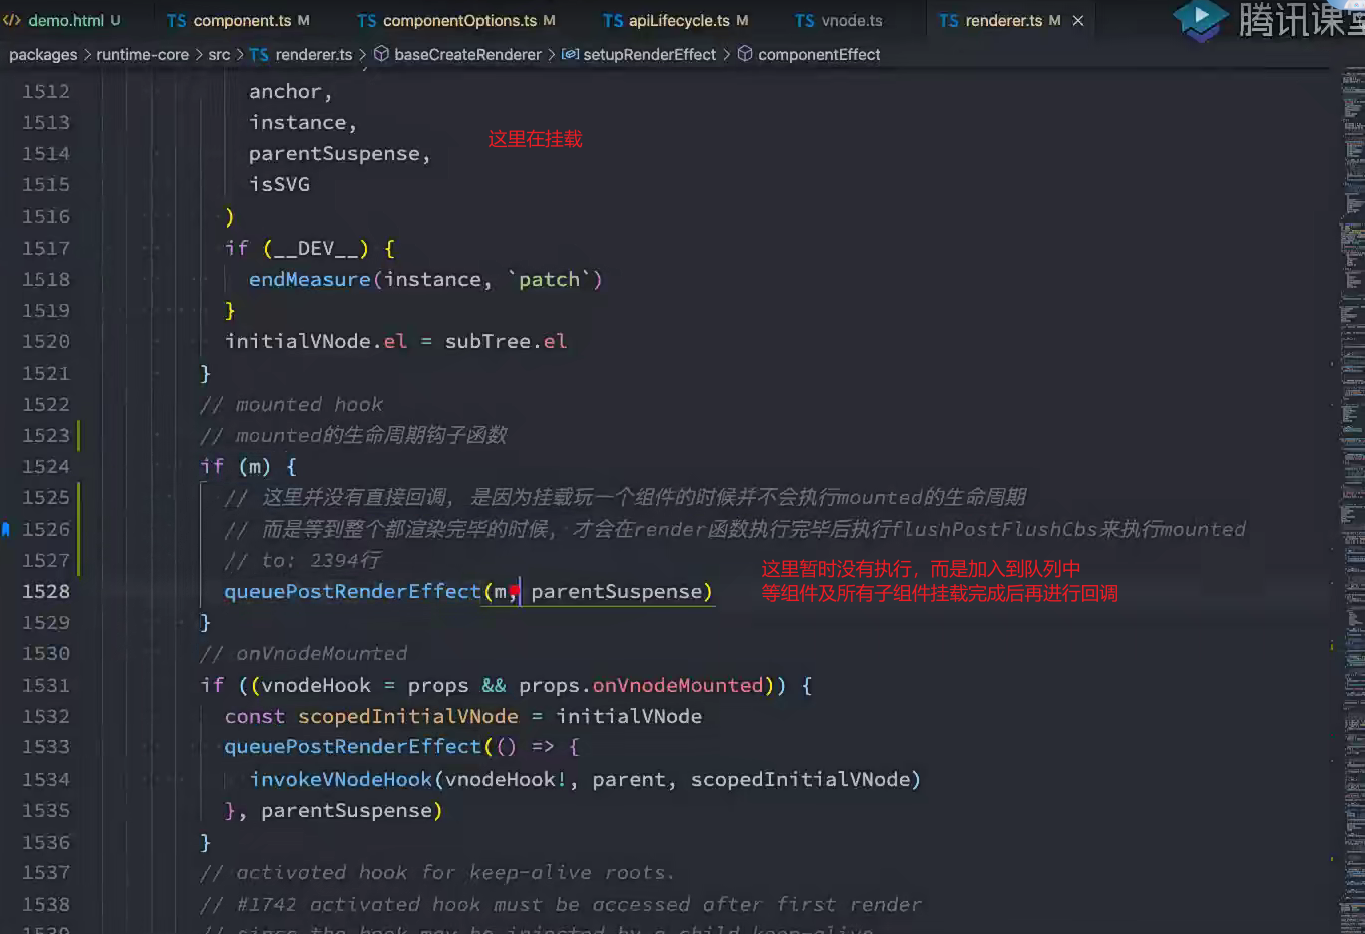 demo.html U TS component.ts M TS componentOptions.ts M TS apiLifecycle.ts M TS vnode.ts TS renderer.ts M × 腾讯课堂
packages > runtime-core > src > TS renderer.ts > baseCreateRenderer > setupRenderEffect > componentEffect
1512 anchor,
1513 instance,
这里在挂载
1514 parentSuspense,
1515 isSVG
1516 )
1517 if (__DEV__) {
1518 endMeasure(instance, `patch`)
1519 }
1520 initialVNode.el = subTree.el
1521 }
1522 // mounted hook
1523 // mounted的生命周期钩子函数
1524 if (m) {
1525 // 这里并没有直接回调, 是因为挂载玩一个组件的时候并不会执行mounted的生命周期
1526 // 而是等到整个都渲染完毕的时候, 才会在render函数执行完毕后执行flushPostFlushCbs来执行mounted
1527 // to: 2394行
这里暂时没有执行，而是加入到队列中
1528 queuePostRenderEffect(m, parentSuspense)
等组件及所有子组件挂载完成后再进行回调
1529 }
1530 // onVnodeMounted
1531 if ((vnodeHook = props && props.onVnodeMounted)) {
1532 const scopedInitialVNode = initialVNode
1533 queuePostRenderEffect(() => {
1534 invokeVNodeHook(vnodeHook!, parent, scopedInitialVNode)
1535 }, parentSuspense)
1536 }
1537 // activated hook for keep-alive roots.
1538 // #1742 activated hook must be accessed after first render